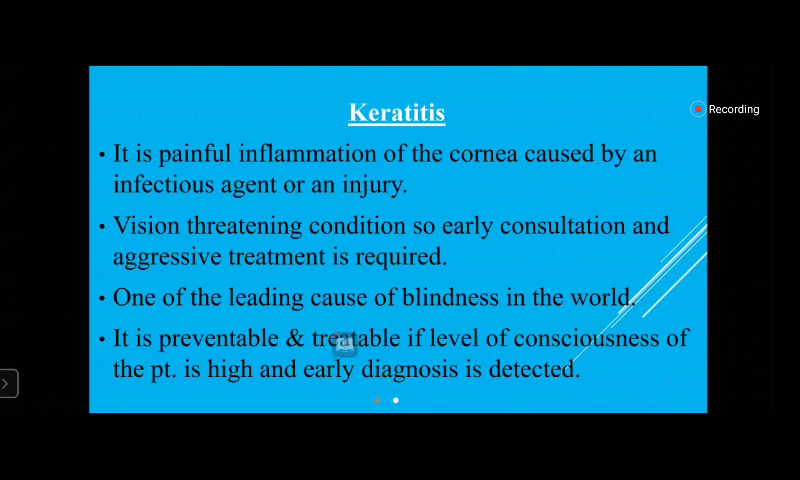 Keratitis
Recording
• It is painful inflammation of the cornea caused by an
infectious agent or an injury.
• Vision threatening condition so early consultation and
aggressive treatment is required.
• One of the leading cause of blindness in the world.
• It is preventable & treatable if level of consciousness of
the pt. is high and early diagnosis is detected.